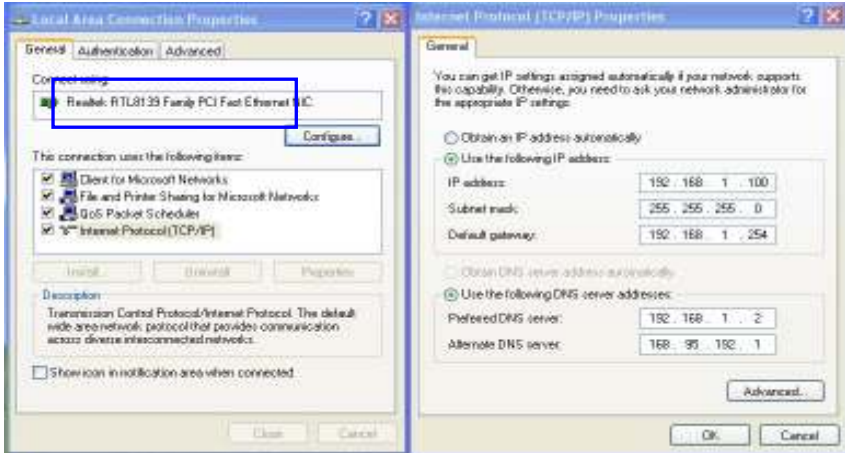 Local Area Connection Properties
General Authentication Advanced
Connect using:
Realtek RTL8139 Family PCI Fast Ethernet NIC
Configure...
This connection uses the following items:
Client for Microsoft Networks
File and Printer Sharing for Microsoft Networks
QoS Packet Scheduler
Internet Protocol (TCP/IP)
Install... Uninstall Properties
Description
Transmission Control Protocol/Internet Protocol. The default
wide area network protocol that provides communication
across diverse interconnected networks.
Show icon in notification area when connected
Close Cancel
Internet Protocol (TCP/IP) Properties
General
You can get IP settings assigned automatically if your network supports
this capability. Otherwise, you need to ask your network administrator for
the appropriate IP settings.
Obtain an IP address automatically
Use the following IP address:
IP address: 192 . 168 . 1 . 100
Subnet mask: 255 . 255 . 255 . 0
Default gateway: 192 . 168 . 1 . 254
Obtain DNS server address automatically
Use the following DNS server addresses:
Preferred DNS server: 192 . 168 . 1 . 2
Alternate DNS server: 168 . 95 . 192 . 1
Advanced...
OK Cancel